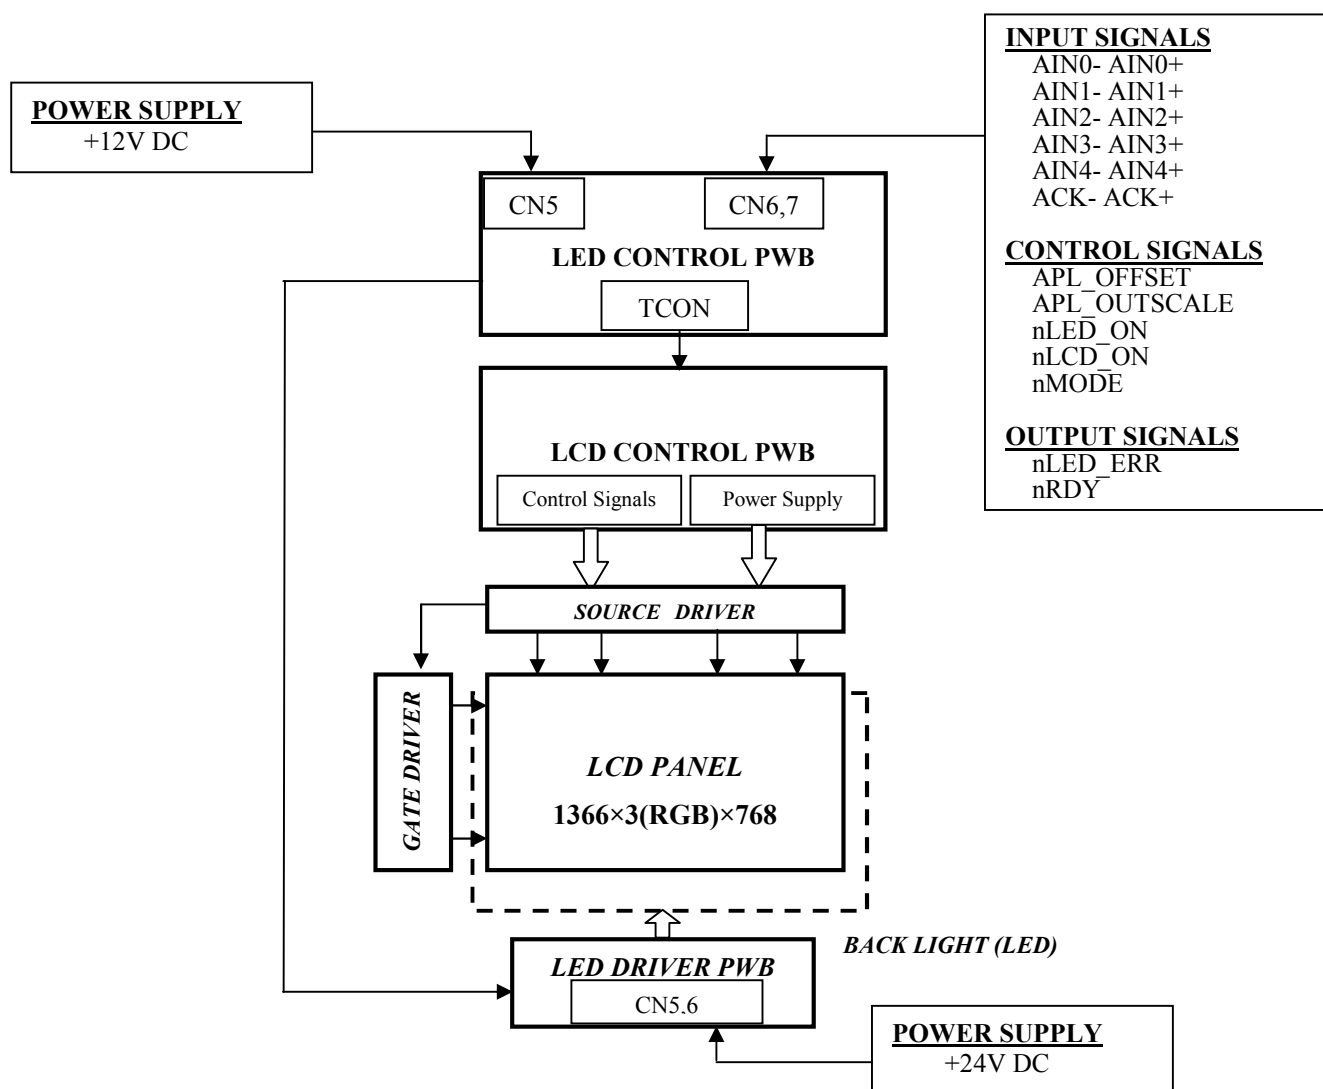 POWER SUPPLY
+12V DC
INPUT SIGNALS
AIN0- AIN0+
AIN1- AIN1+
AIN2- AIN2+
AIN3- AIN3+
AIN4- AIN4+
ACK- ACK+
CONTROL SIGNALS
APL_OFFSET
APL_OUTSCALE
nLED_ON
nLCD_ON
nMODE
OUTPUT SIGNALS
nLED_ERR
nRDY
CN5
CN6,7
LED CONTROL PWB
TCON
LCD CONTROL PWB
Control Signals
Power Supply
SOURCE DRIVER
GATE DRIVER
LCD PANEL
1366×3(RGB)×768
BACK LIGHT (LED)
LED DRIVER PWB
CN5,6
POWER SUPPLY
+24V DC